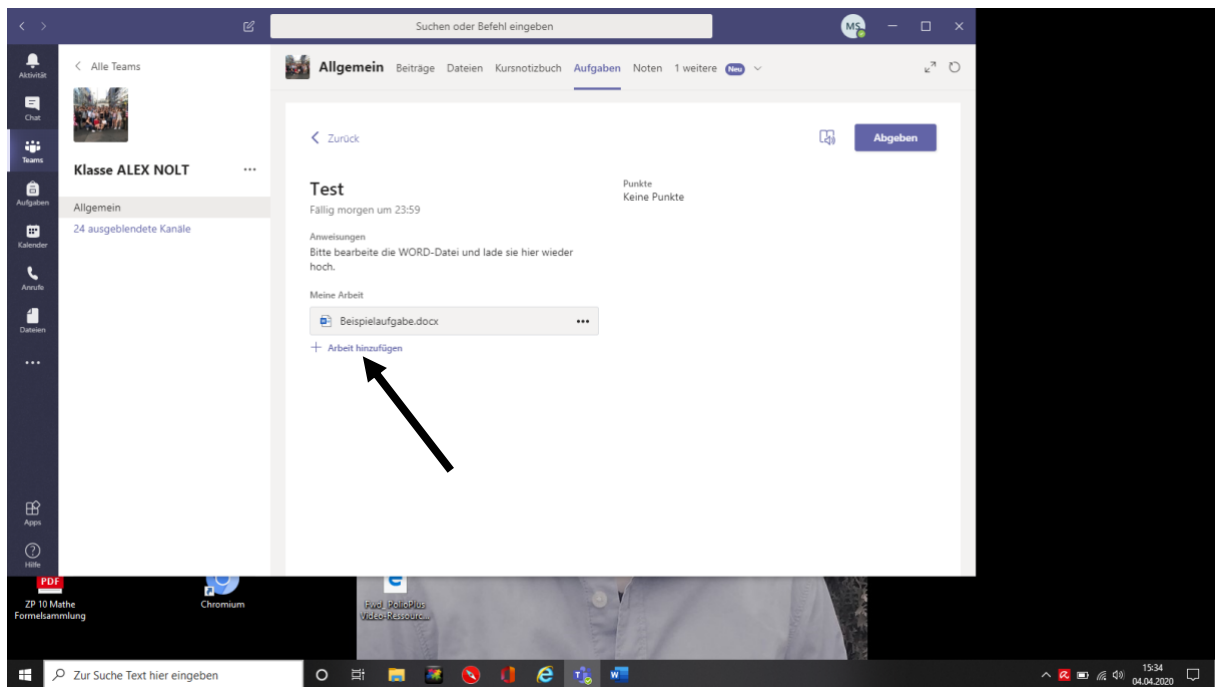 Suchen oder Befehl eingeben
MS
Aktivität
Chat
Teams
Aufgaben
Kalender
Anrufe
Dateien
Apps
Hilfe
Alle Teams
Klasse ALEX NOLT
Allgemein
24 ausgeblendete Kanäle
Allgemein Beiträge Dateien Kursnotizbuch Aufgaben Noten 1 weitere Neu
Zurück
Abgeben
Test
Fällig morgen um 23:59
Punkte
Keine Punkte
Anweisungen
Bitte bearbeite die WORD-Datei und lade sie hier wieder
hoch.
Meine Arbeit
Beispielaufgabe.docx
Arbeit hinzufügen
PDF
ZP 10 Mathe
Formelsammlung
Chromium
Fwd_PolioPlus
Video-Ressourc...
Zur Suche Text hier eingeben
15:34
04.04.2020